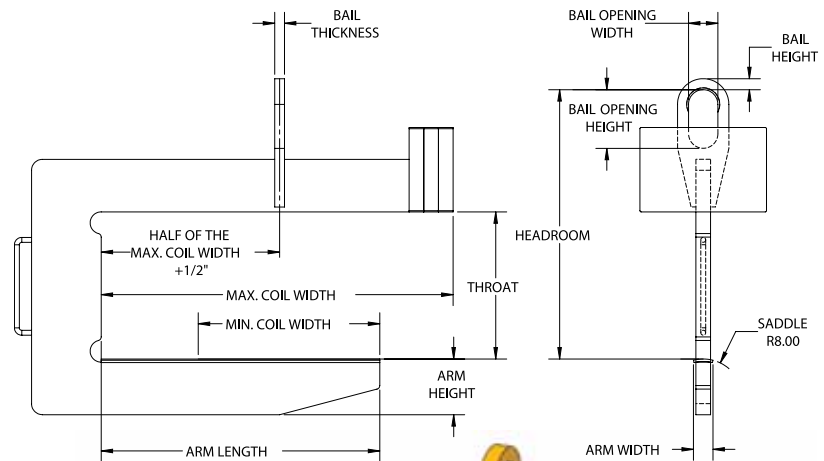 BAIL
THICKNESS
BAIL OPENING
WIDTH
BAIL
HEIGHT
BAIL OPENING
HEIGHT
HALF OF THE
MAX. COIL WIDTH
+1/2"
HEADROOM
THROAT
MAX. COIL WIDTH
MIN. COIL WIDTH
SADDLE
R8.00
ARM
HEIGHT
ARM LENGTH
ARM WIDTH